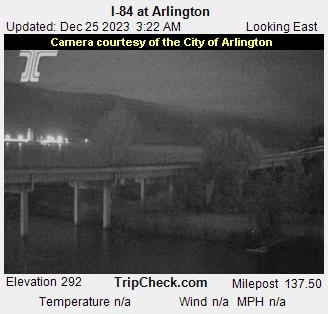 I-84 at Arlington
Updated: Dec 25 2023 3:22 AM Looking East
Camera courtesy of the City of Arlington
Elevation 292 TripCheck.com Milepost 137.50
Temperature n/a Wind n/a MPH n/a